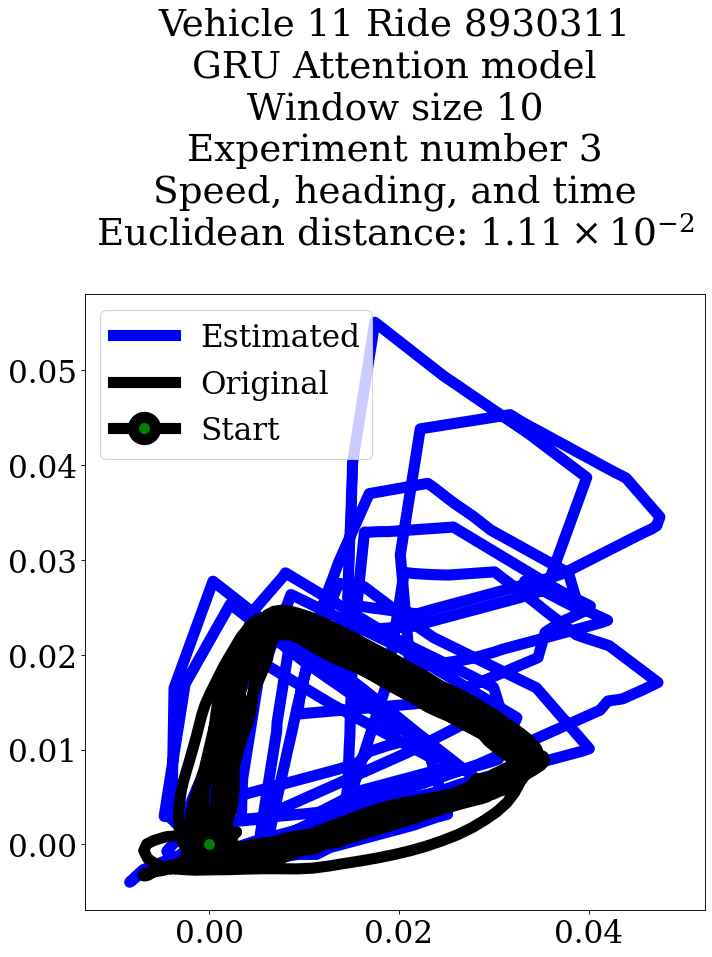 Vehicle 11 Ride 8930311
GRU Attention model
Window size 10
Experiment number 3
Speed, heading, and time
Euclidean distance: 1.11 × 10⁻²
Estimated
Original
Start
0.05
0.04
0.03
0.02
0.01
0.00
0.00 0.02 0.04